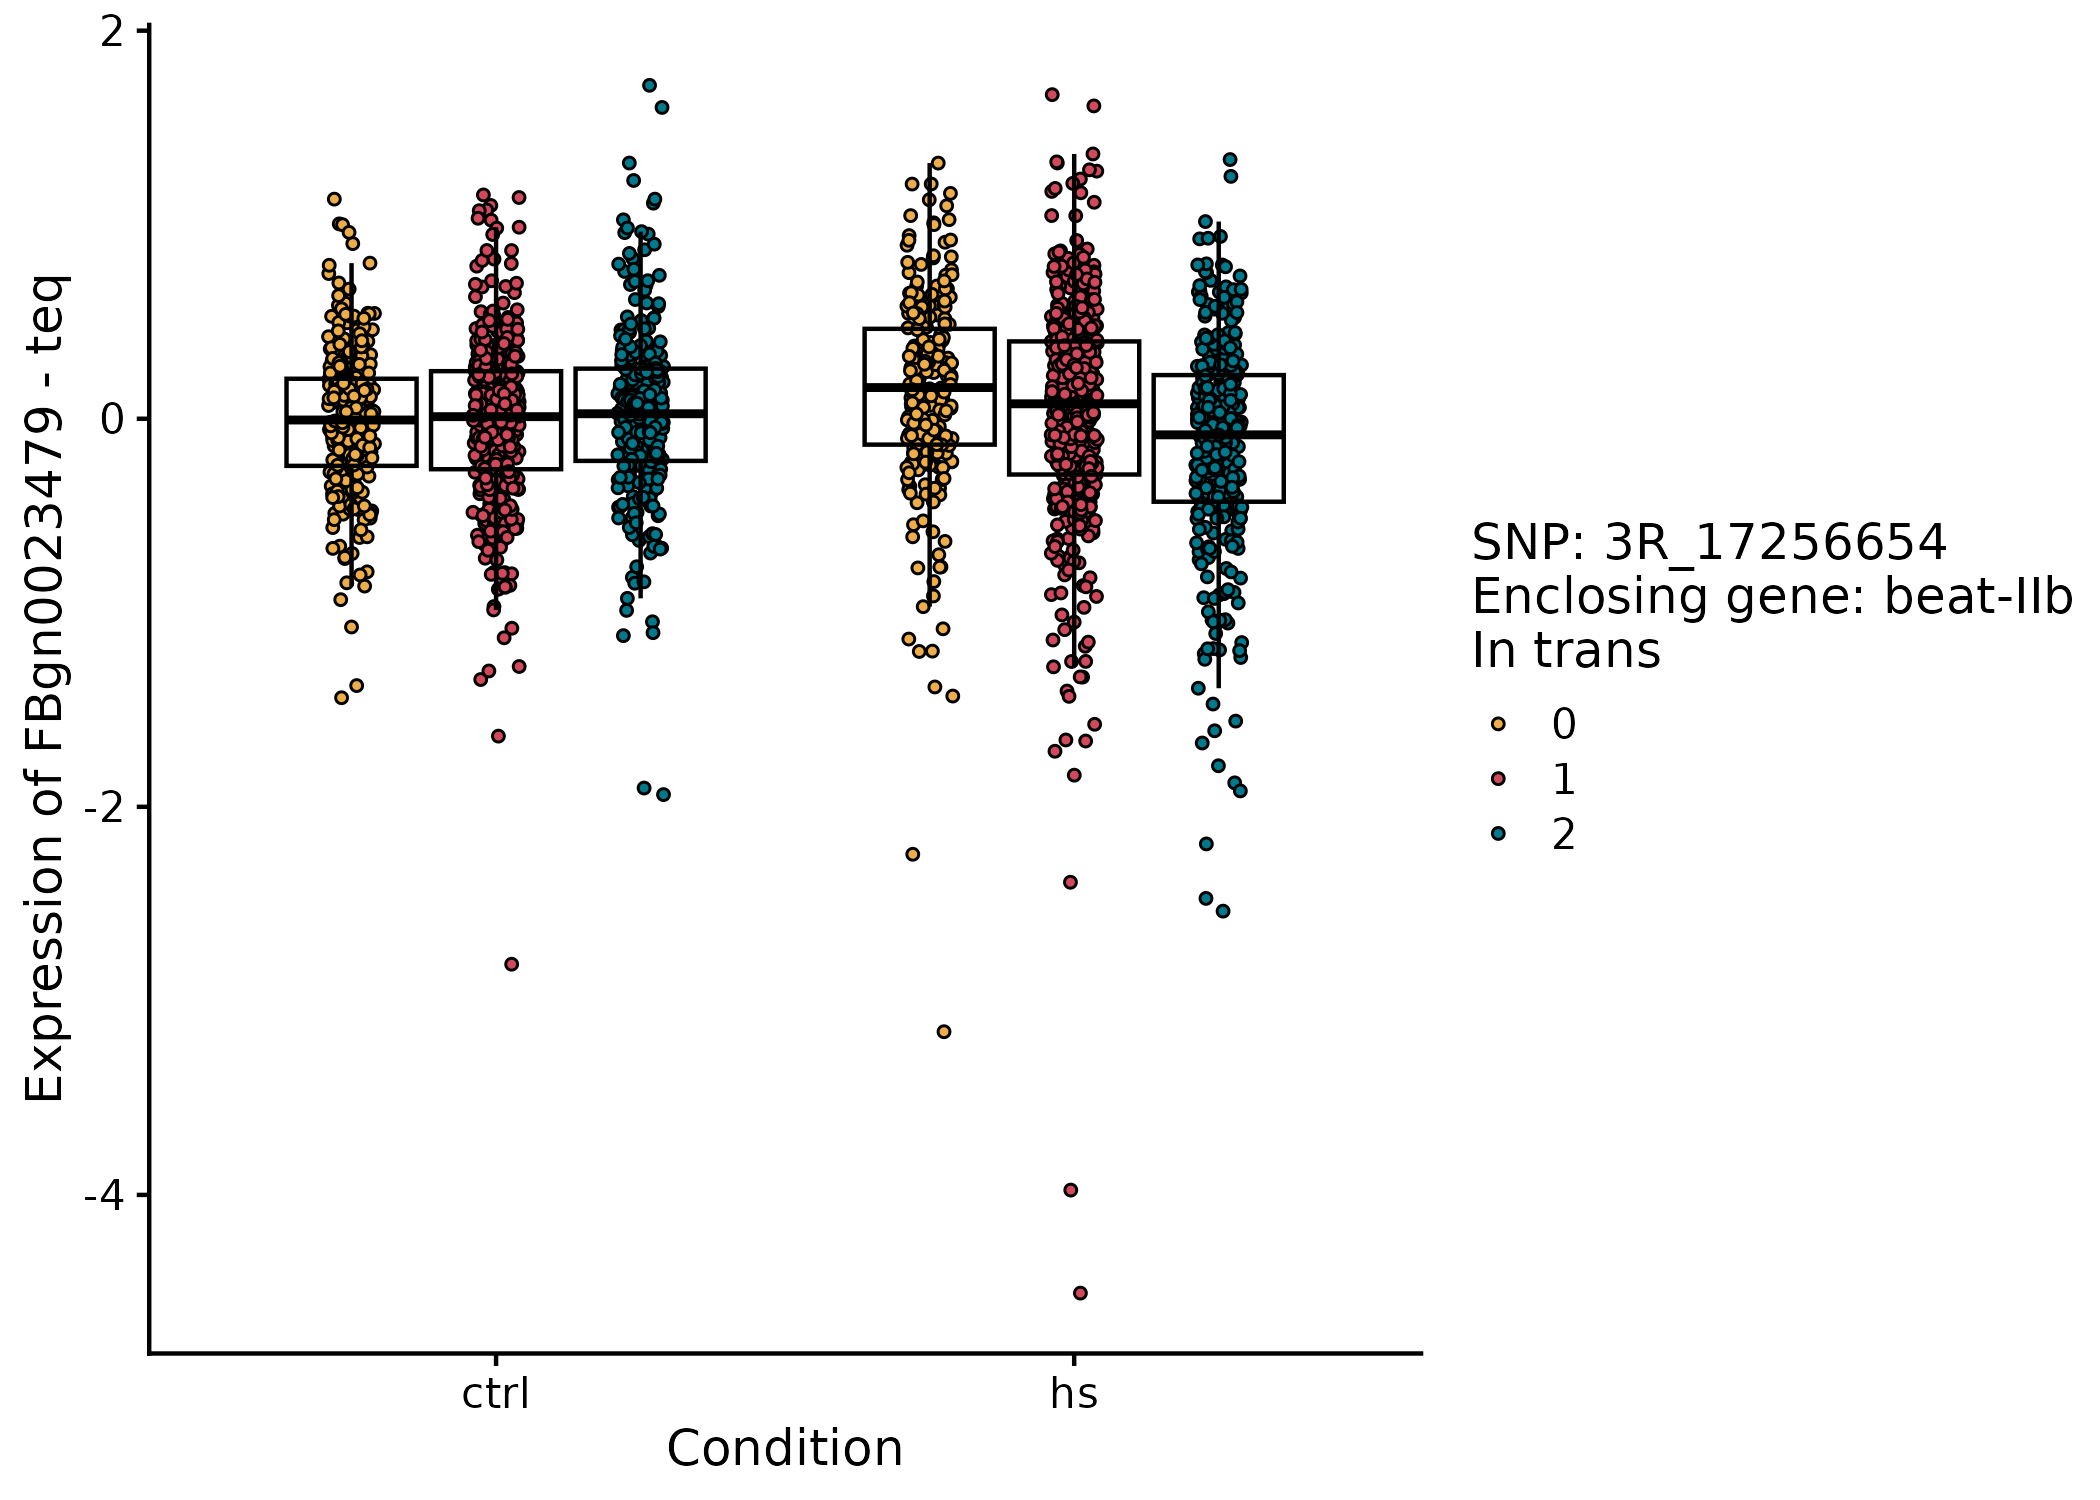 2
0
-2
-4
Expression of FBgn0023479 - teq
ctrl
hs
Condition
SNP: 3R_17256654
Enclosing gene: beat-IIb
In trans
0
1
2